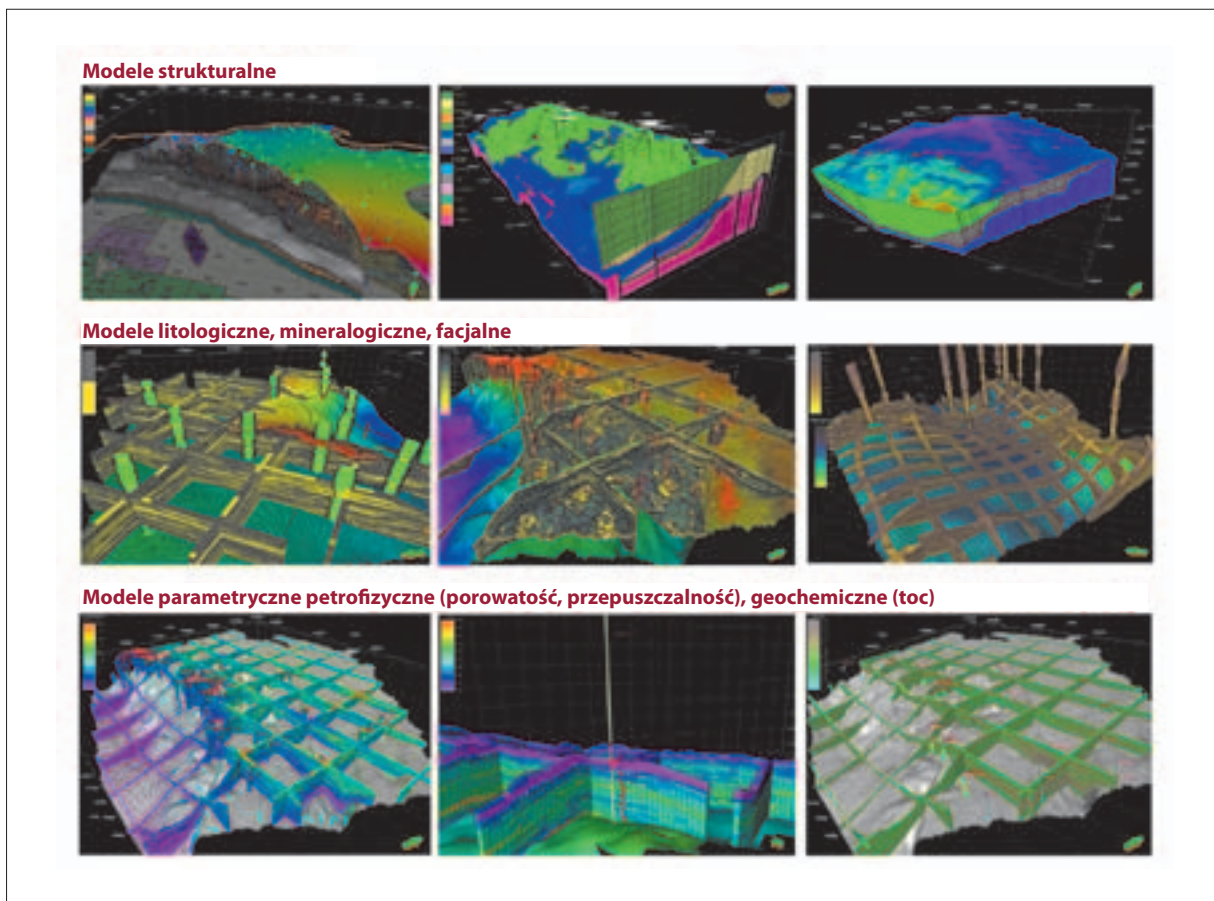 Modele strukturalne
Modele litologiczne, mineralogiczne, facjalne
Modele parametryczne petrofizyczne (porowatość, przepuszczalność), geochemiczne (toc)